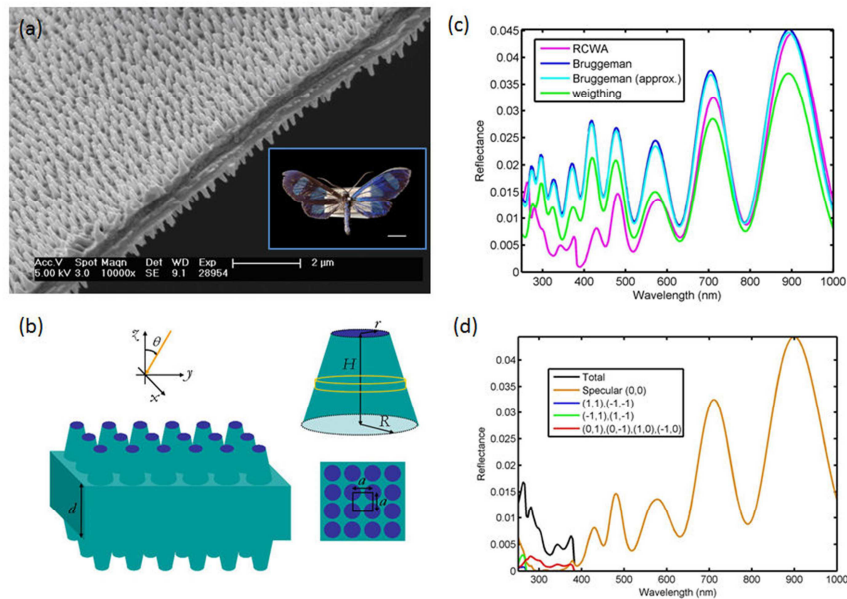 (a)
Acc.V Spot Magn Det WD Exp
5.00 kV 3.0 10000x SE 9.1 28954 2 µm
(b)
z
θ
y
x
d
r
H
R
a
a
(c)
0.045
0.04
0.035
0.03
0.025
0.02
0.015
0.01
0.005
0
Reflectance
RCWA
Bruggeman
Bruggeman (approx.)
weigthing
300 400 500 600 700 800 900 1000
Wavelength (nm)
(d)
0.04
0.035
0.03
0.025
0.02
0.015
0.01
0.005
0
Reflectance
Total
Specular (0,0)
(1,1),(-1,-1)
(-1,1),(1,-1)
(0,1),(0,-1),(1,0),(-1,0)
300 400 500 600 700 800 900 1000
Wavelength (nm)